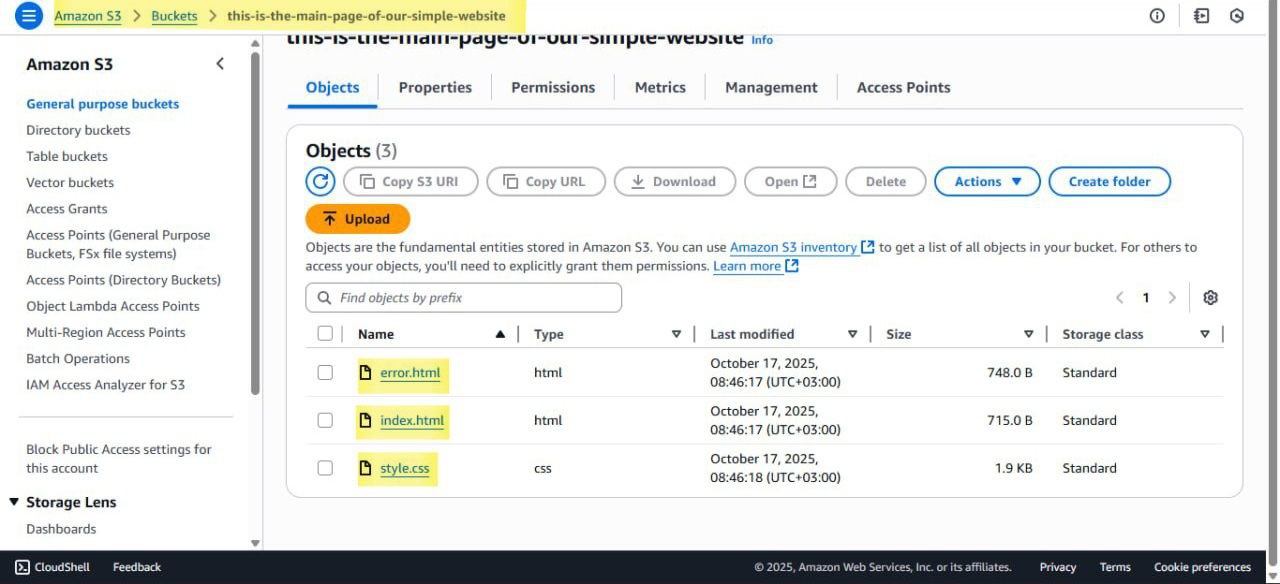 Amazon S3 > Buckets > this-is-the-main-page-of-our-simple-website
Amazon S3
General purpose buckets
Directory buckets
Table buckets
Vector buckets
Access Grants
Access Points (General Purpose
Buckets, FSx file systems)
Access Points (Directory Buckets)
Object Lambda Access Points
Multi-Region Access Points
Batch Operations
IAM Access Analyzer for S3
Block Public Access settings for
this account
Storage Lens
Dashboards
this-is-the-main-page-of-our-simple-website Info
Objects Properties Permissions Metrics Management Access Points
Objects (3)
Copy S3 URI Copy URL Download Open Delete Actions Create folder
Upload
Objects are the fundamental entities stored in Amazon S3. You can use Amazon S3 inventory to get a list of all objects in your bucket. For others to
access your objects, you'll need to explicitly grant them permissions. Learn more
Find objects by prefix
1
Name Type Last modified Size Storage class
error.html html October 17, 2025, 748.0 B Standard
08:46:17 (UTC+03:00)
index.html html October 17, 2025, 715.0 B Standard
08:46:17 (UTC+03:00)
style.css css October 17, 2025, 1.9 KB Standard
08:46:18 (UTC+03:00)
CloudShell Feedback © 2025, Amazon Web Services, Inc. or its affiliates. Privacy Terms Cookie preferences